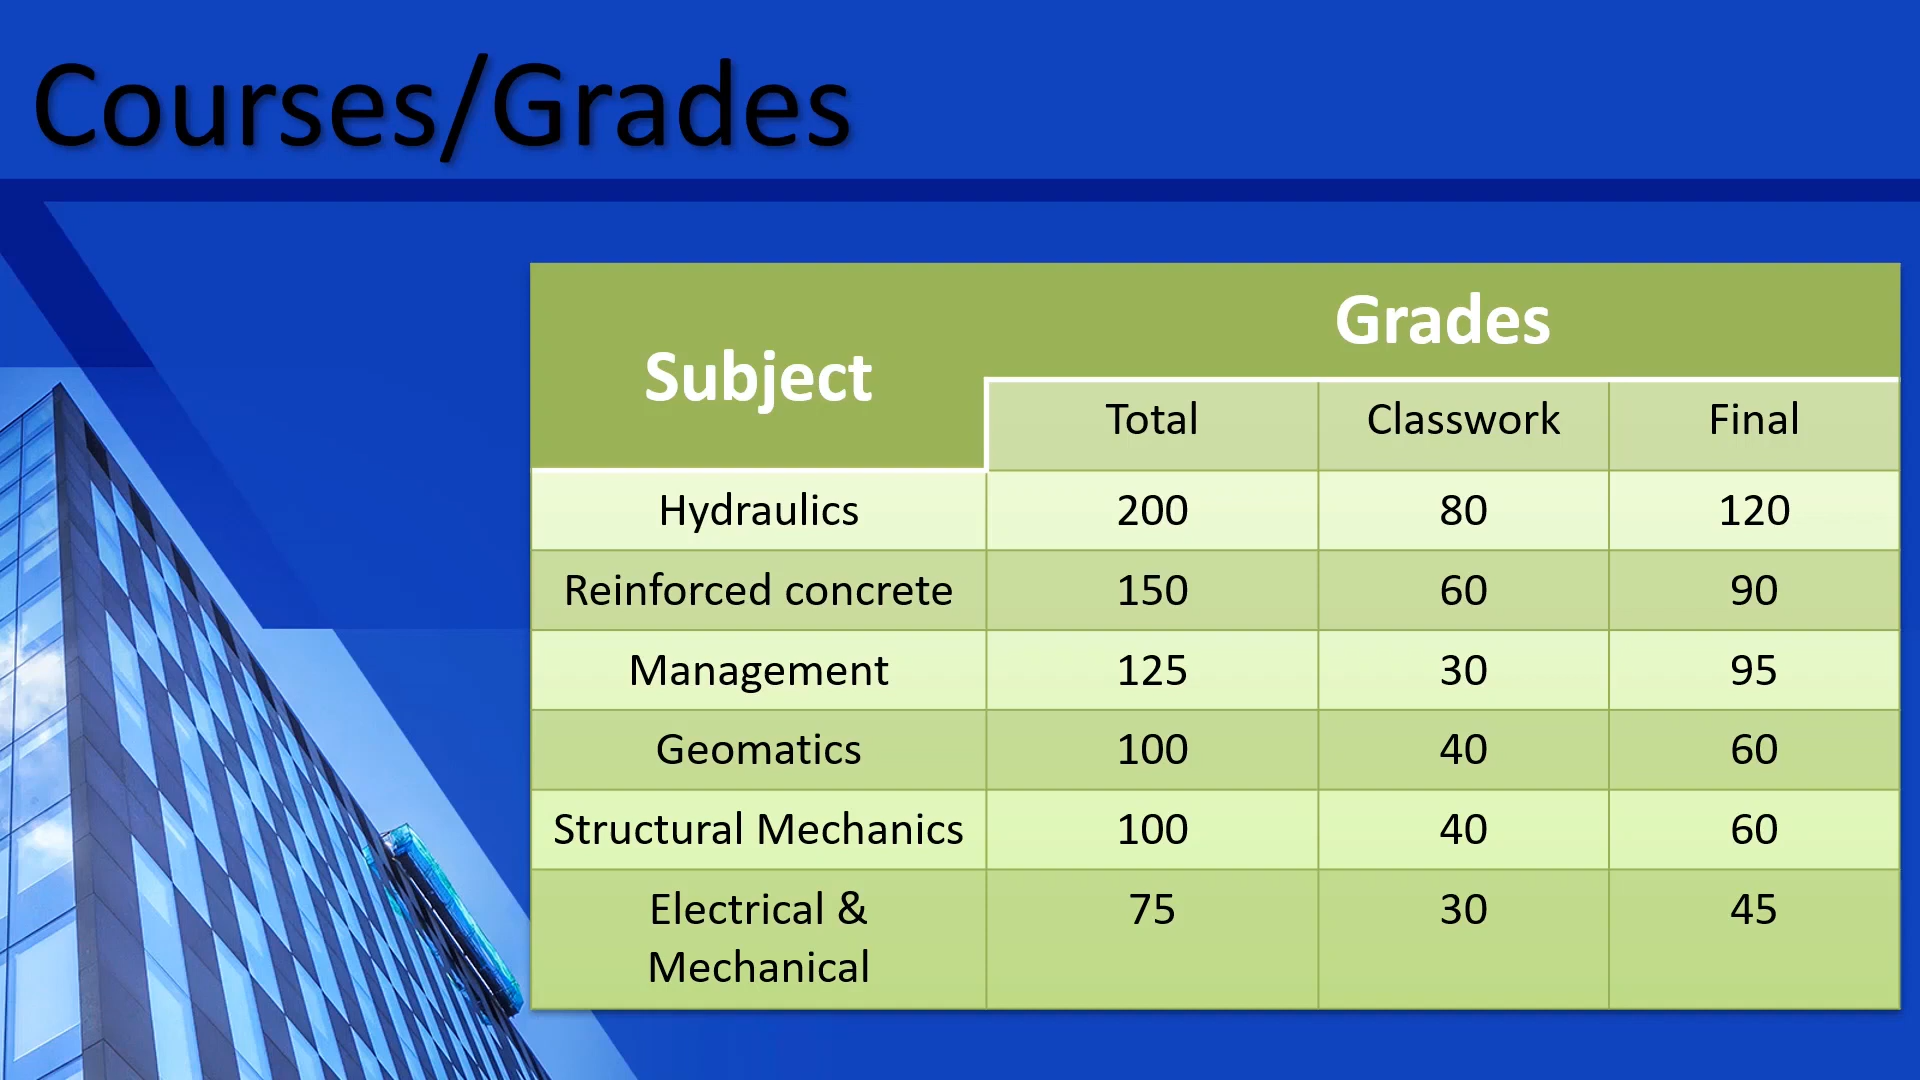 Courses/Grades
Subject
Grades
Total Classwork Final
Hydraulics 200 80 120
Reinforced concrete 150 60 90
Management 125 30 95
Geomatics 100 40 60
Structural Mechanics 100 40 60
Electrical & 75 30 45
Mechanical